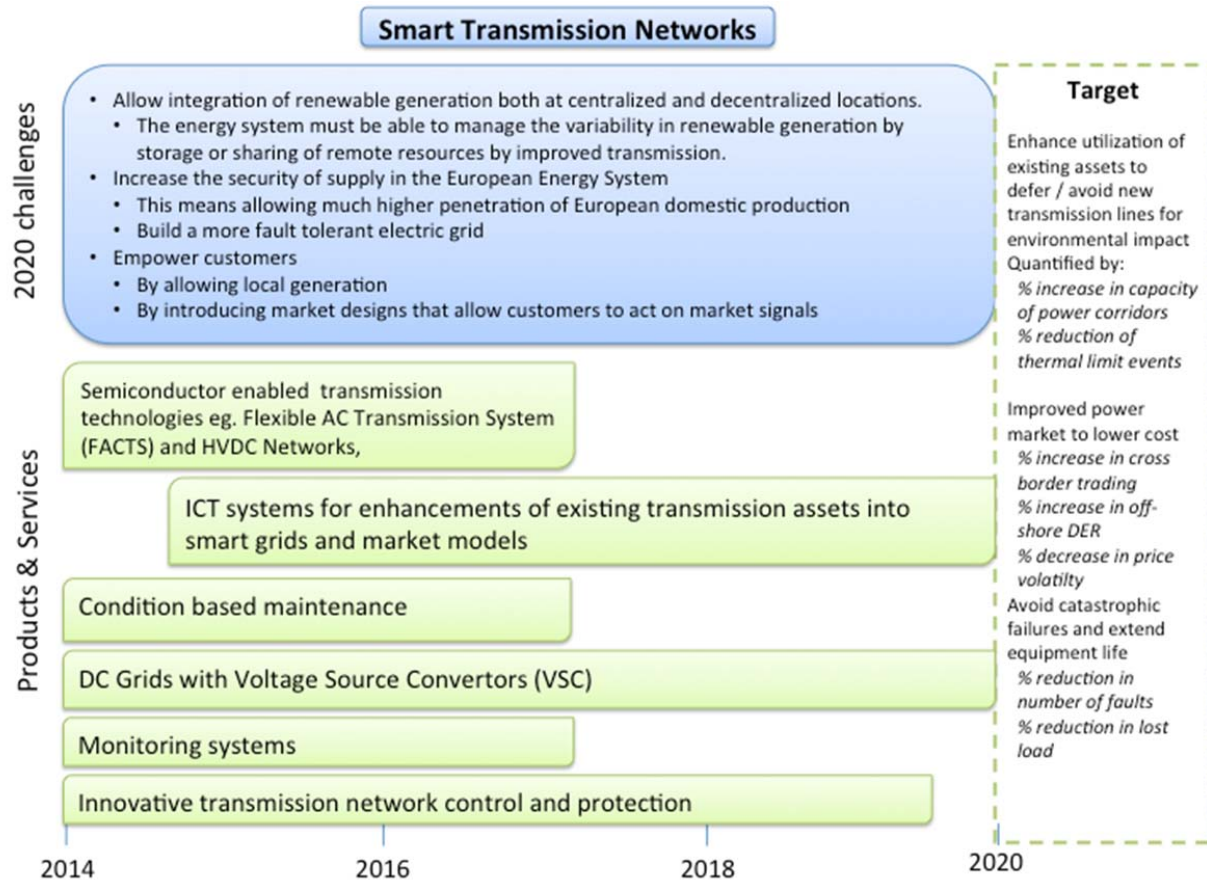 Smart Transmission Networks
2020 challenges
• Allow integration of renewable generation both at centralized and decentralized locations.
• The energy system must be able to manage the variability in renewable generation by
storage or sharing of remote resources by improved transmission.
• Increase the security of supply in the European Energy System
• This means allowing much higher penetration of European domestic production
• Build a more fault tolerant electric grid
• Empower customers
• By allowing local generation
• By introducing market designs that allow customers to act on market signals
Target
Enhance utilization of
existing assets to
defer / avoid new
transmission lines for
environmental impact
Quantified by:
% increase in capacity
of power corridors
% reduction of
thermal limit events
Improved power
market to lower cost
% increase in cross
border trading
% increase in off-
shore DER
% decrease in price
volatilty
Avoid catastrophic
failures and extend
equipment life
% reduction in
number of faults
% reduction in lost
load
Products & Services
Semiconductor enabled transmission
technologies eg. Flexible AC Transmission System
(FACTS) and HVDC Networks,
ICT systems for enhancements of existing transmission assets into
smart grids and market models
Condition based maintenance
DC Grids with Voltage Source Convertors (VSC)
Monitoring systems
Innovative transmission network control and protection
2014 2016 2018 2020